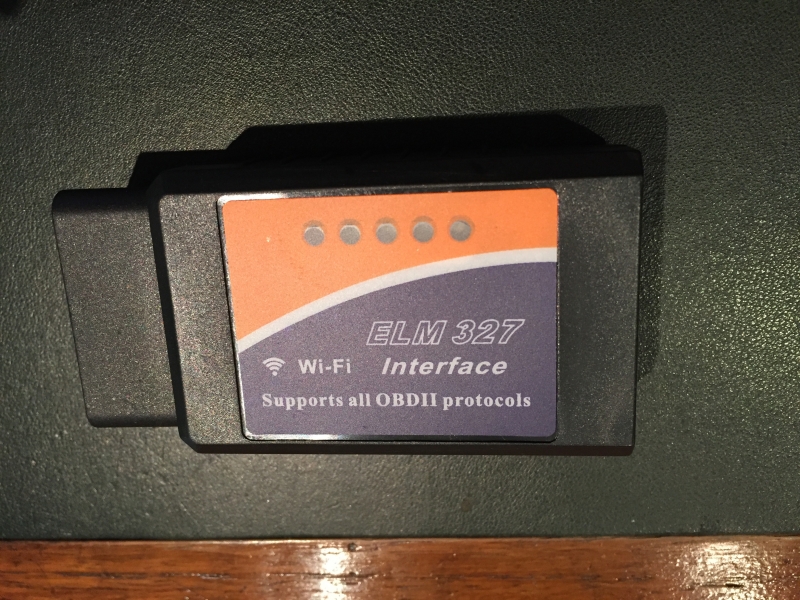 ELM 327
Wi-Fi Interface
Supports all OBDII protocols